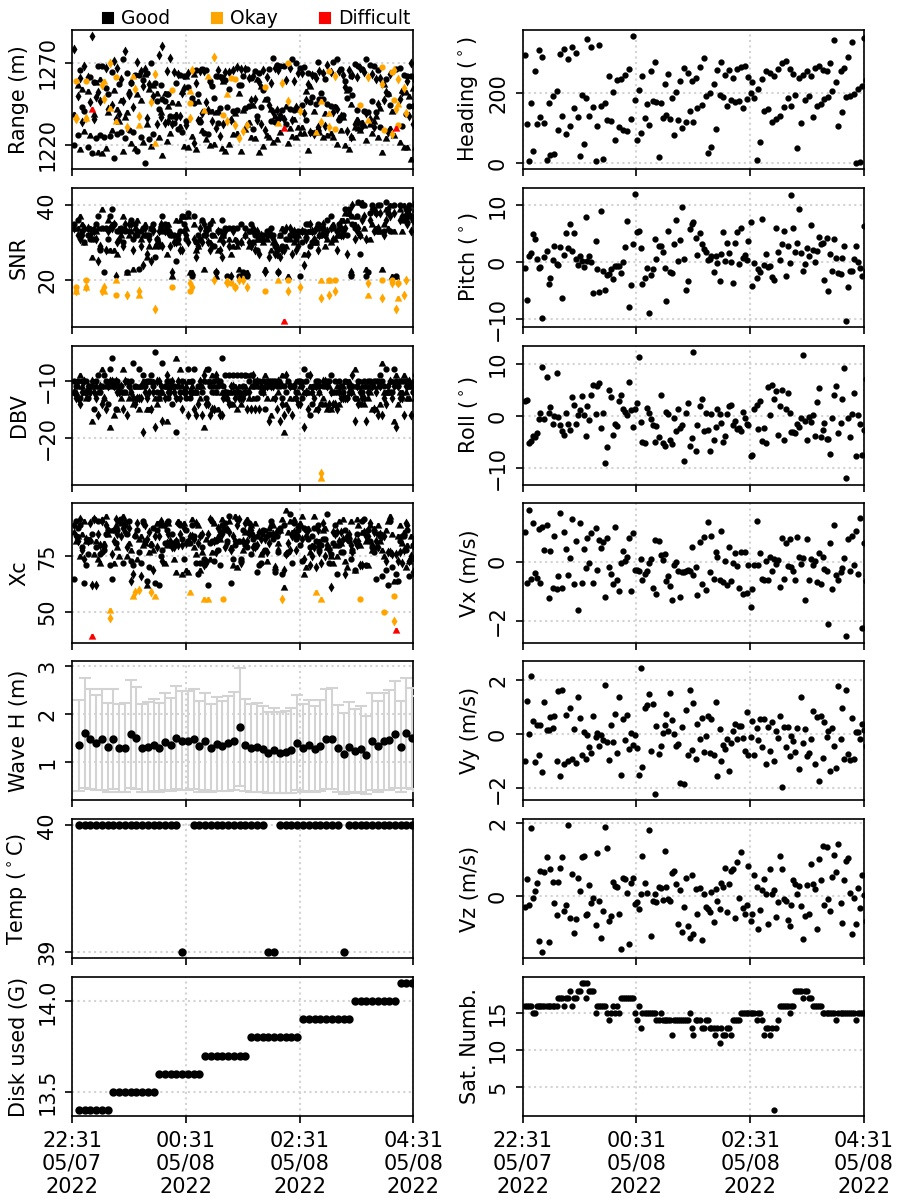 Good Okay Difficult
Range (m)
1270
1220
Heading (°)
200
0
SNR
40
20
Pitch (°)
10
0
−10
DBV
−10
−20
Roll (°)
10
0
−10
Xc
75
50
Vx (m/s)
0
−2
Wave H (m)
3
2
1
Vy (m/s)
2
0
−2
Temp (°C)
40
39
Vz (m/s)
2
0
Disk used (G)
14.0
13.5
Sat. Numb.
15
10
5
22:31 00:31 02:31 04:31
05/07 05/08 05/08 05/08
2022 2022 2022 2022
22:31 00:31 02:31 04:31
05/07 05/08 05/08 05/08
2022 2022 2022 2022